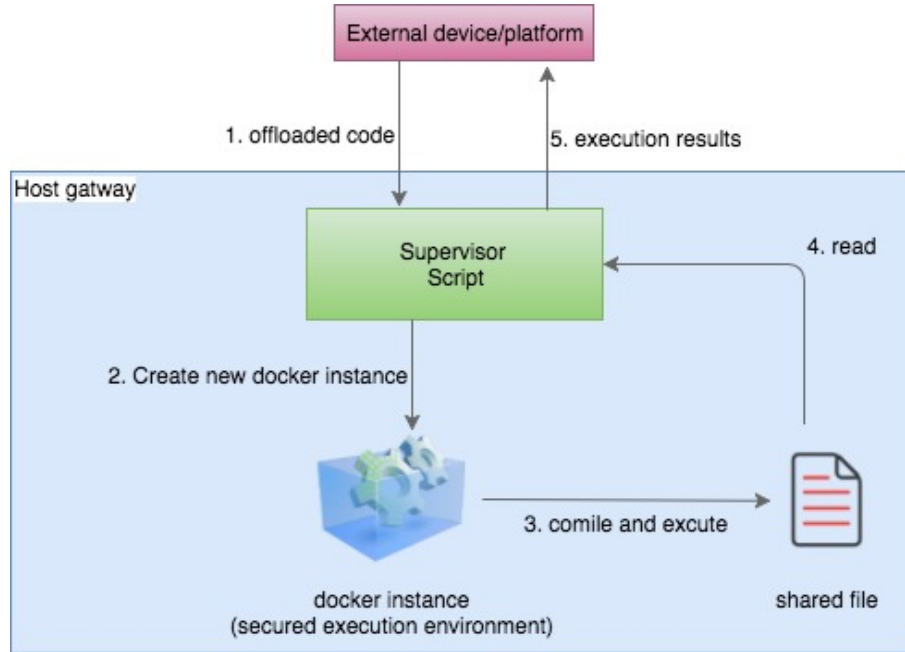 External device/platform
1. offloaded code
5. execution results
Host gatway
Supervisor
Script
4. read
2. Create new docker instance
3. comile and excute
docker instance
(secured execution environment)
shared file